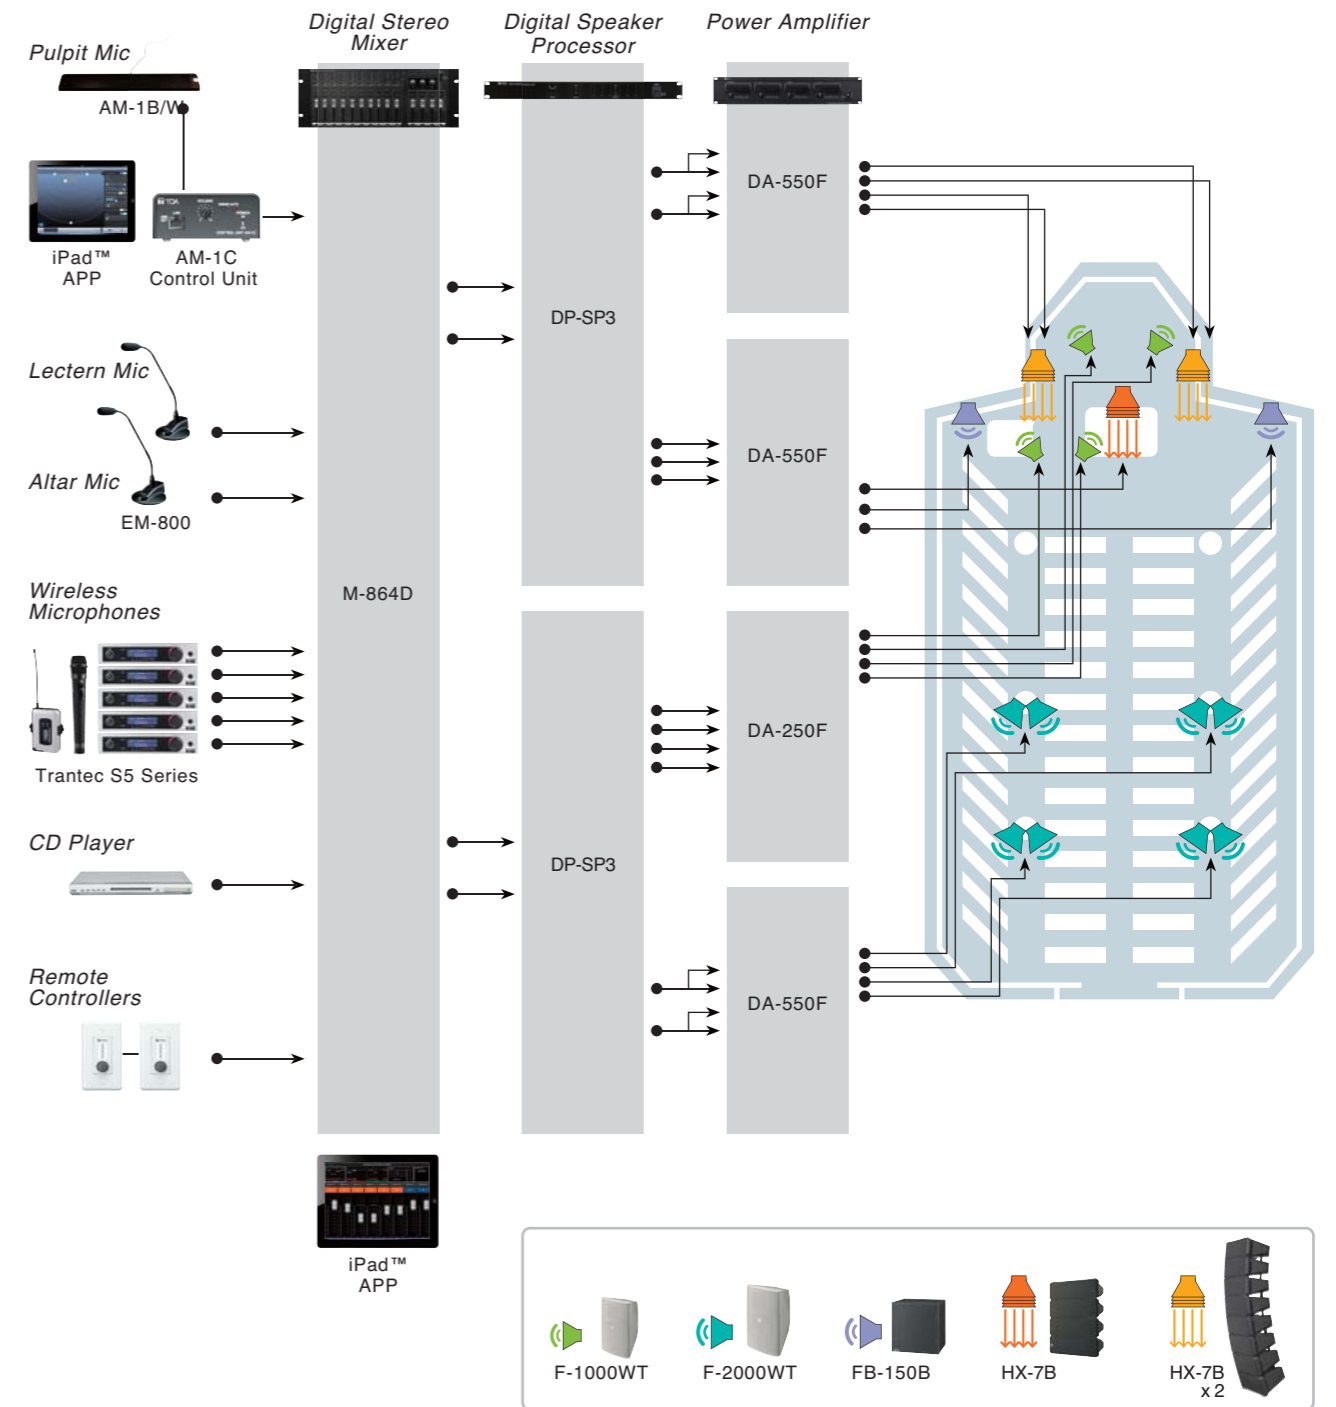 Digital Stereo
Mixer
Digital Speaker
Processor
Power Amplifier
Pulpit Mic
AM-1B/W
TOA
iPad™
APP
AM-1C
Control Unit
DA-550F
DP-SP3
Lectern Mic
Altar Mic
EM-800
DA-550F
Wireless
Microphones
M-864D
Trantec S5 Series
DA-250F
CD Player
DP-SP3
Remote
Controllers
DA-550F
iPad™
APP
F-1000WT
F-2000WT
FB-150B
HX-7B
HX-7B
x 2